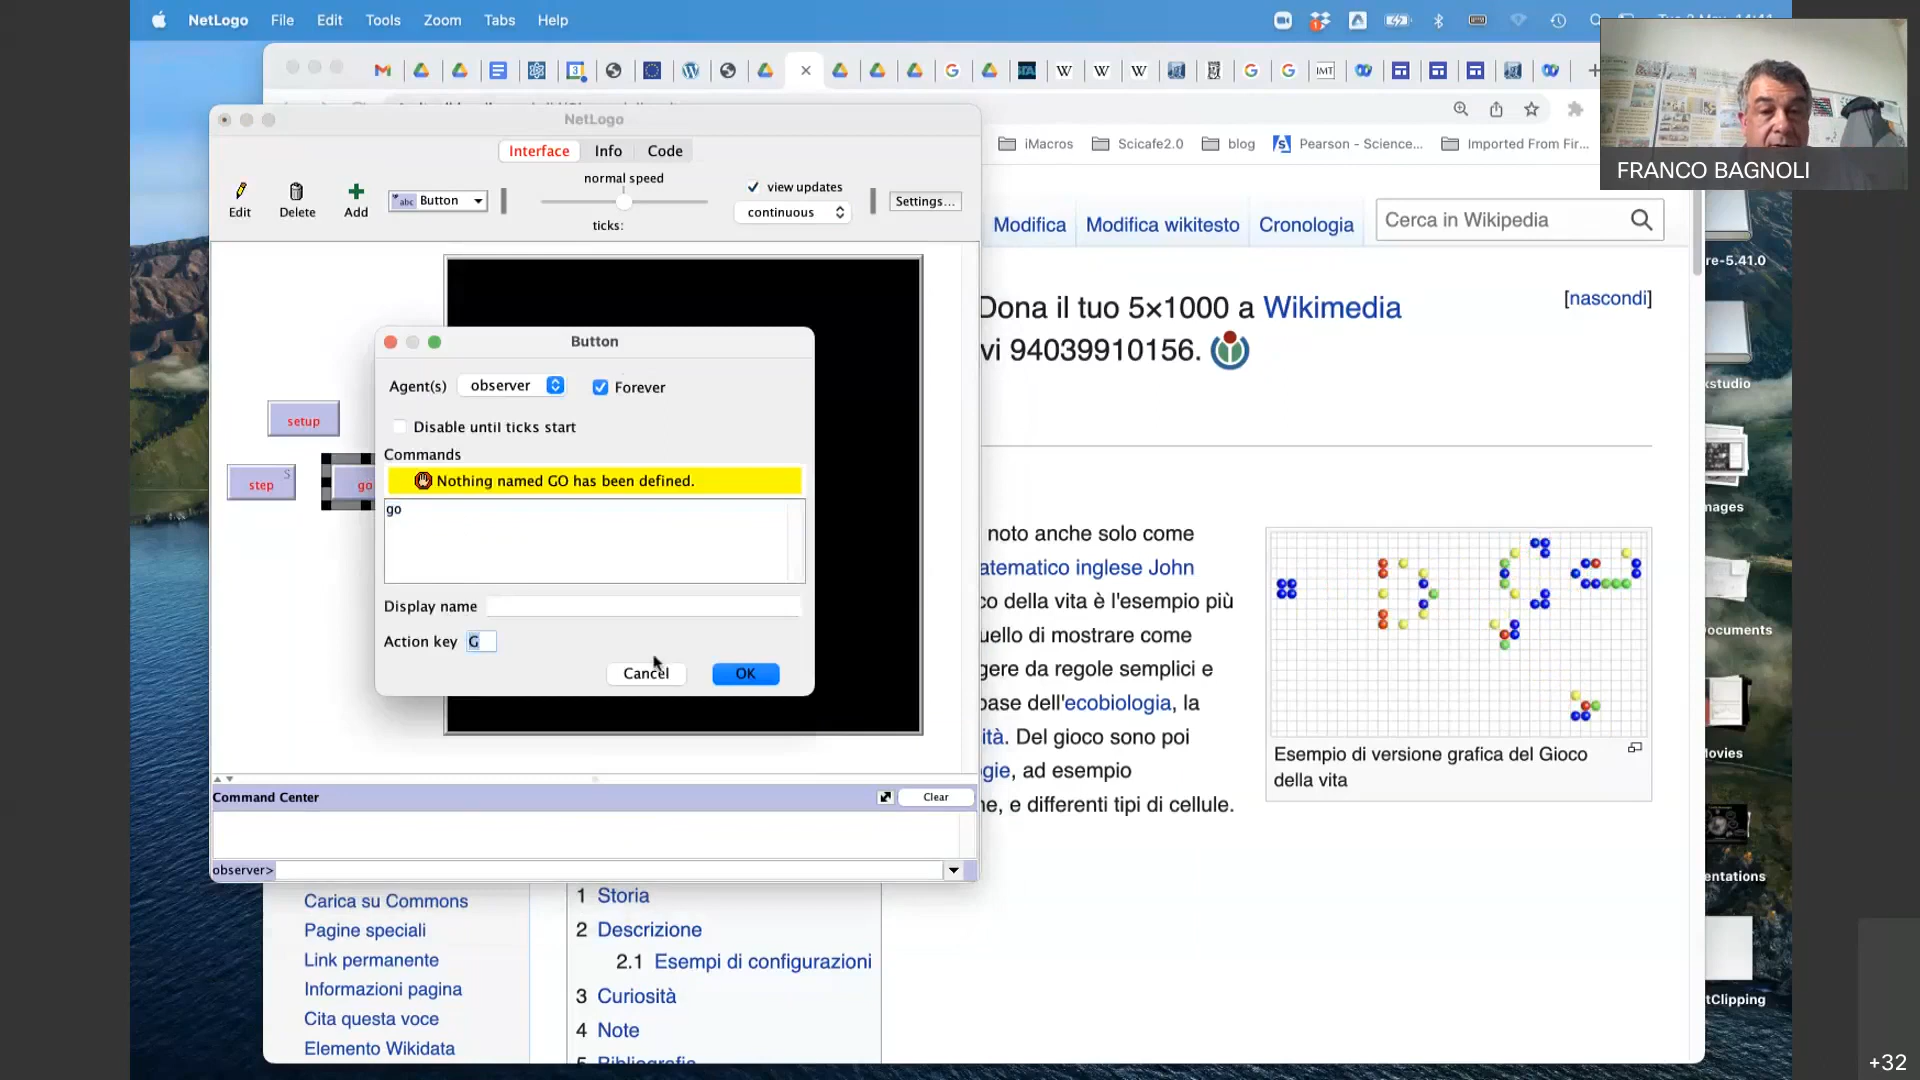 NetLogo File Edit Tools Zoom Tabs Help
FRANCO BAGNOLI
iMacros Scicafe2.0 blog Pearson - Science... Imported From Fir...
NetLogo
Interface Info Code
normal speed
Edit Delete Add Button
view updates
continuous
Settings...
ticks:
Modifica Modifica wikitesto Cronologia Cerca in Wikipedia
Dona il tuo 5×1000 a Wikimedia
[nascondi]
vi 94039910156.
setup
step S
go
Button
Agent(s) observer Forever
Disable until ticks start
Commands
Nothing named GO has been defined.
go
Display name
Action key G
Cancel OK
noto anche solo come
atematico inglese John
co della vita è l'esempio più
quello di mostrare come
gere da regole semplici e
base dell'ecobiologia, la
ità. Del gioco sono poi
gie, ad esempio
ne, e differenti tipi di cellule.
Esempio di versione grafica del Gioco
della vita
Command Center
Clear
observer>
Carica su Commons
Pagine speciali
Link permanente
Informazioni pagina
Cita questa voce
Elemento Wikidata
1 Storia
2 Descrizione
2.1 Esempi di configurazioni
3 Curiosità
4 Note
re-5.41.0
kstudio
mages
ocuments
Movies
entations
tClipping
+32